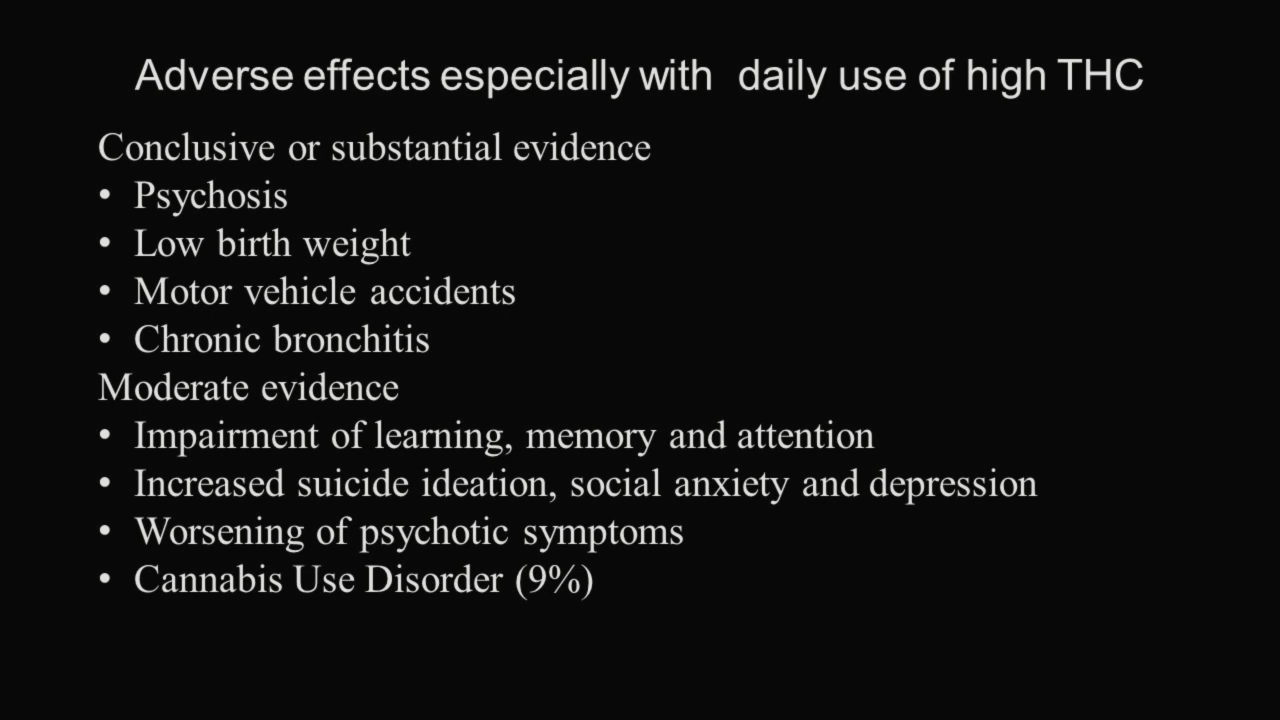 Adverse effects especially with  daily use of high THC
Conclusive or substantial evidence
• Psychosis
• Low birth weight
• Motor vehicle accidents
• Chronic bronchitis
Moderate evidence
• Impairment of learning, memory and attention
• Increased suicide ideation, social anxiety and depression
• Worsening of psychotic symptoms
• Cannabis Use Disorder (9%)